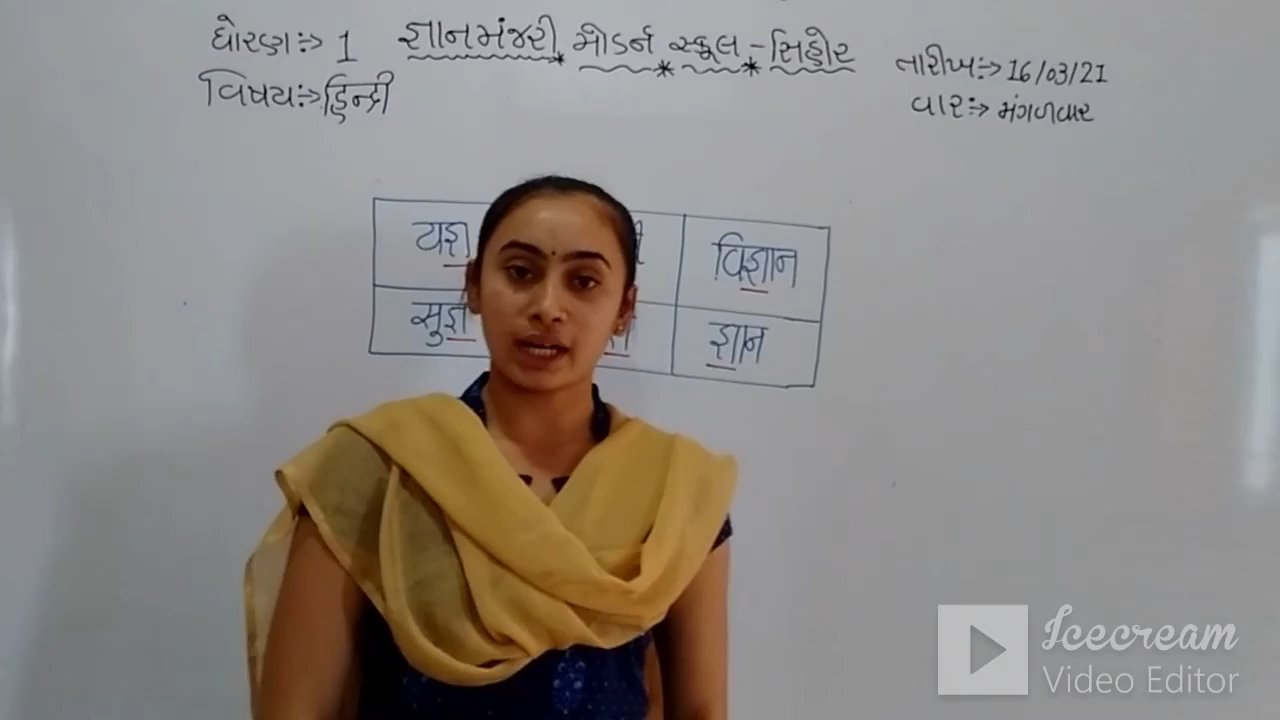 ધોરણ:-> 1 જ્ઞાનમંજરી મોડર્ન સ્કૂલ - સિહોર તારીખ:-> 16/03/21
વિષય:-> હિન્દી વાર:-> મંગળવાર
यज्ञ विज्ञान
सुज्ञ ज्ञान
Icecream
Video Editor